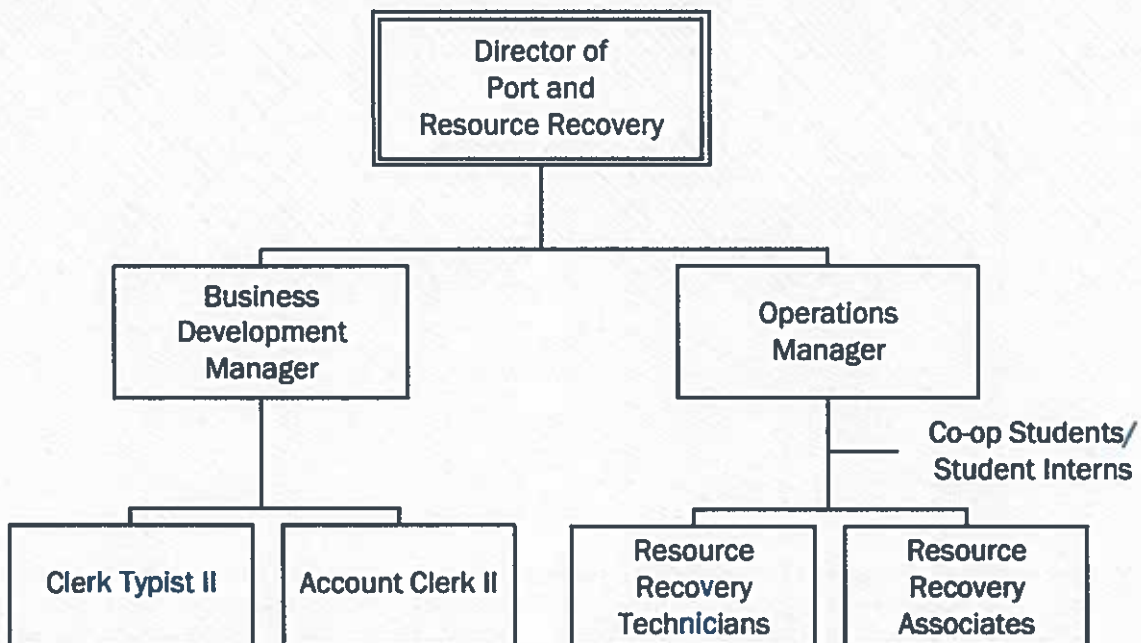 Director of
Port and
Resource Recovery
Business
Development
Manager
Operations
Manager
Co-op Students/
Student Interns
Clerk Typist II
Account Clerk II
Resource
Recovery
Technicians
Resource
Recovery
Associates